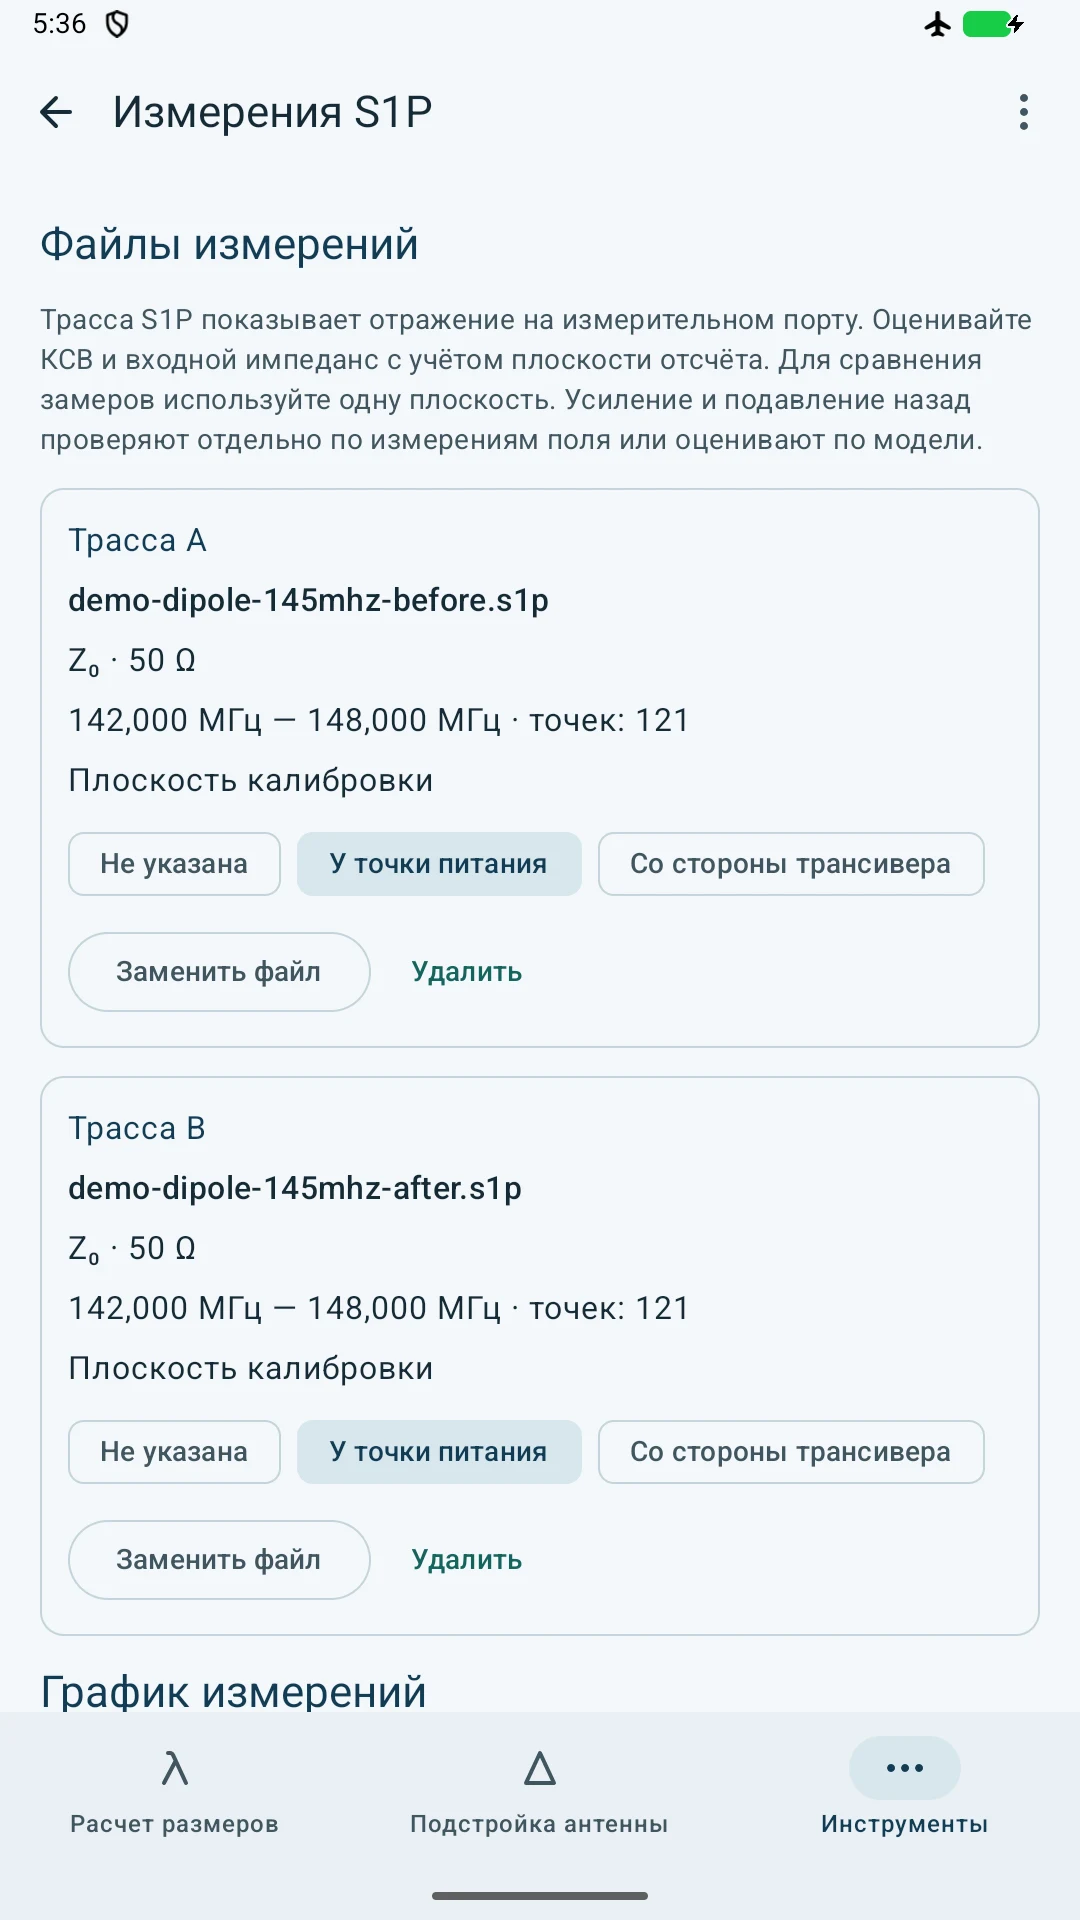 5:36
Измерения S1P
Файлы измерений
Трасса S1P показывает отражение на измерительном порту. Оценивайте
КСВ и входной импеданс с учётом плоскости отсчёта. Для сравнения
замеров используйте одну плоскость. Усиление и подавление назад
проверяют отдельно по измерениям поля или оценивают по модели.
Трасса A
demo-dipole-145mhz-before.s1p
Z₀ · 50 Ω
142,000 МГц — 148,000 МГц · точек: 121
Плоскость калибровки
Не указана У точки питания Со стороны трансивера
Заменить файл Удалить
Трасса B
demo-dipole-145mhz-after.s1p
Z₀ · 50 Ω
142,000 МГц — 148,000 МГц · точек: 121
Плоскость калибровки
Не указана У точки питания Со стороны трансивера
Заменить файл Удалить
График измерений
λ Δ
Расчет размеров Подстройка антенны Инструменты